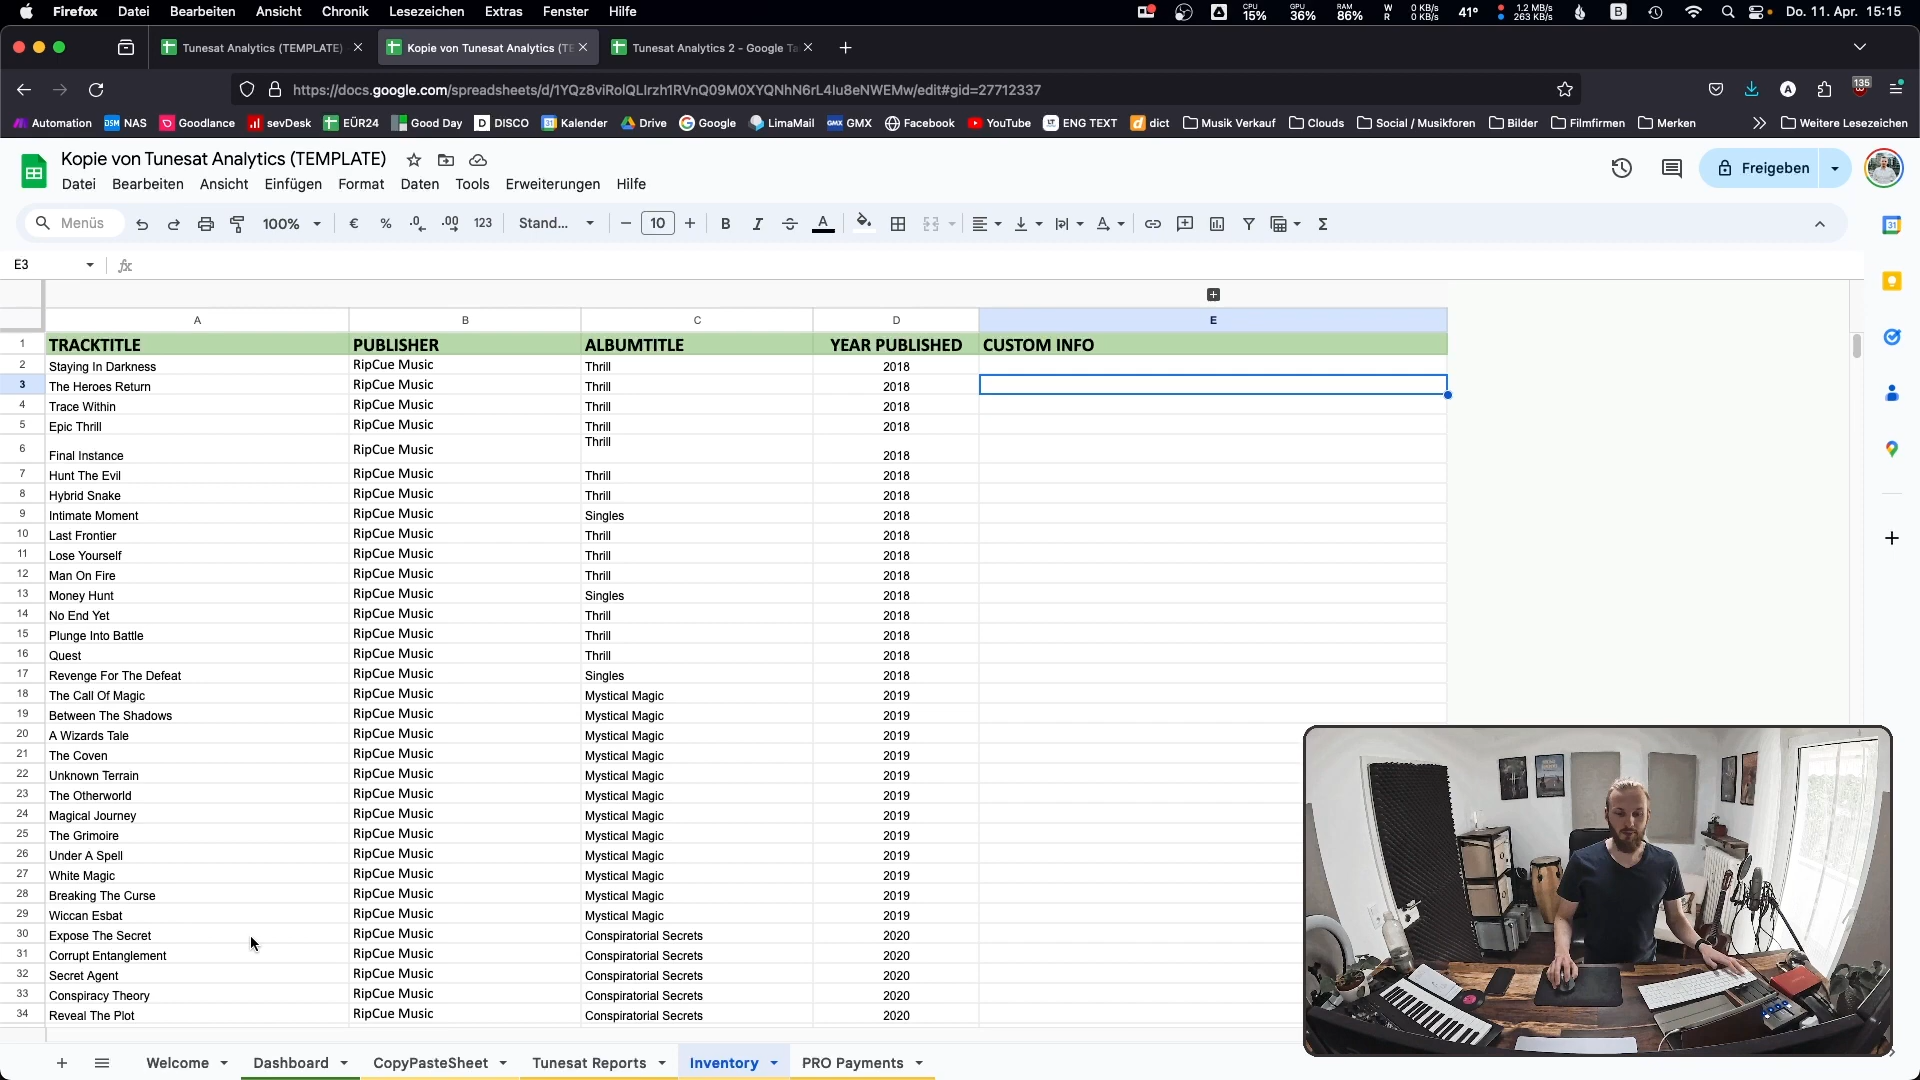 Firefox Datei Bearbeiten Ansicht Chronik Lesezeichen Extras Fenster Hilfe CPU 15% GPU 36% RAM 86% W R 0 KB/s 0 KB/s 41° 1.2 MB/s 263 KB/s Do. 11. Apr. 15:15
Tunesat Analytics (TEMPLATE) Kopie von Tunesat Analytics (TE Tunesat Analytics 2 - Google Ta
https://docs.google.com/spreadsheets/d/1YQz8viRolQLIrzh1RVnQ09M0XYQNhN6rL4lu8eNWEMw/edit#gid=27712337 135
Automation NAS Goodlance sevDesk EÜR24 Good Day DISCO Kalender Drive Google LimaMail GMX Facebook YouTube ENG TEXT dict Musik Verkauf Clouds Social / Musikforen Bilder Filmfirmen Merken Weitere Lesezeichen
Kopie von Tunesat Analytics (TEMPLATE)
Freigeben
Datei Bearbeiten Ansicht Einfügen Format Daten Tools Erweiterungen Hilfe
Menüs 100% € % .0 .00 123 Stand... 10 B I
E3 fx
A B C D E
1 TRACKTITLE PUBLISHER ALBUMTITLE YEAR PUBLISHED CUSTOM INFO
2 Staying In Darkness RipCue Music Thrill 2018
3 The Heroes Return RipCue Music Thrill 2018
4 Trace Within RipCue Music Thrill 2018
5 Epic Thrill RipCue Music Thrill 2018
6 Final Instance RipCue Music Thrill 2018
7 Hunt The Evil RipCue Music Thrill 2018
8 Hybrid Snake RipCue Music Thrill 2018
9 Intimate Moment RipCue Music Singles 2018
10 Last Frontier RipCue Music Thrill 2018
11 Lose Yourself RipCue Music Thrill 2018
12 Man On Fire RipCue Music Thrill 2018
13 Money Hunt RipCue Music Singles 2018
14 No End Yet RipCue Music Thrill 2018
15 Plunge Into Battle RipCue Music Thrill 2018
16 Quest RipCue Music Thrill 2018
17 Revenge For The Defeat RipCue Music Singles 2018
18 The Call Of Magic RipCue Music Mystical Magic 2019
19 Between The Shadows RipCue Music Mystical Magic 2019
20 A Wizards Tale RipCue Music Mystical Magic 2019
21 The Coven RipCue Music Mystical Magic 2019
22 Unknown Terrain RipCue Music Mystical Magic 2019
23 The Otherworld RipCue Music Mystical Magic 2019
24 Magical Journey RipCue Music Mystical Magic 2019
25 The Grimoire RipCue Music Mystical Magic 2019
26 Under A Spell RipCue Music Mystical Magic 2019
27 White Magic RipCue Music Mystical Magic 2019
28 Breaking The Curse RipCue Music Mystical Magic 2019
29 Wiccan Esbat RipCue Music Mystical Magic 2019
30 Expose The Secret RipCue Music Conspiratorial Secrets 2020
31 Corrupt Entanglement RipCue Music Conspiratorial Secrets 2020
32 Secret Agent RipCue Music Conspiratorial Secrets 2020
33 Conspiracy Theory RipCue Music Conspiratorial Secrets 2020
34 Reveal The Plot RipCue Music Conspiratorial Secrets 2020
Welcome Dashboard CopyPasteSheet Tunesat Reports Inventory PRO Payments